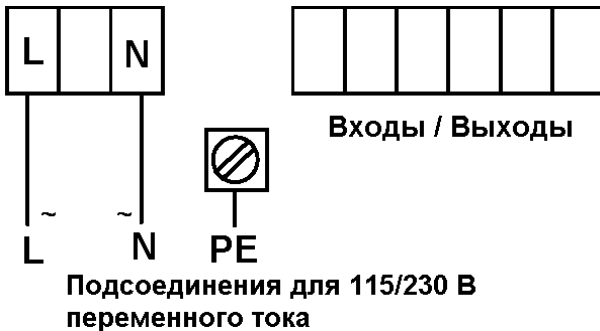 L N
Входы / Выходы
~ ~
L N PE
Подсоединения для 115/230 В
переменного тока